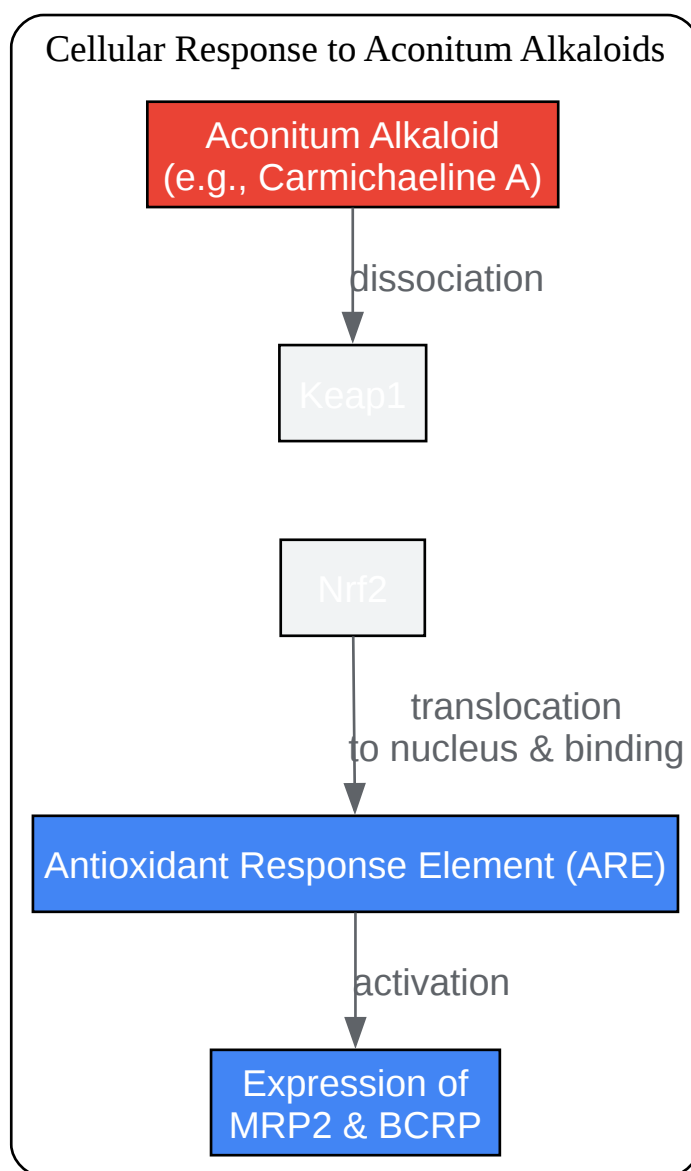 Cellular Response to Aconitum Alkaloids
Aconitum Alkaloid
(e.g., Carmichaeline A)
dissociation
Keap1
Nrf2
translocation
to nucleus & binding
Antioxidant Response Element (ARE)
activation
Expression of
MRP2 & BCRP